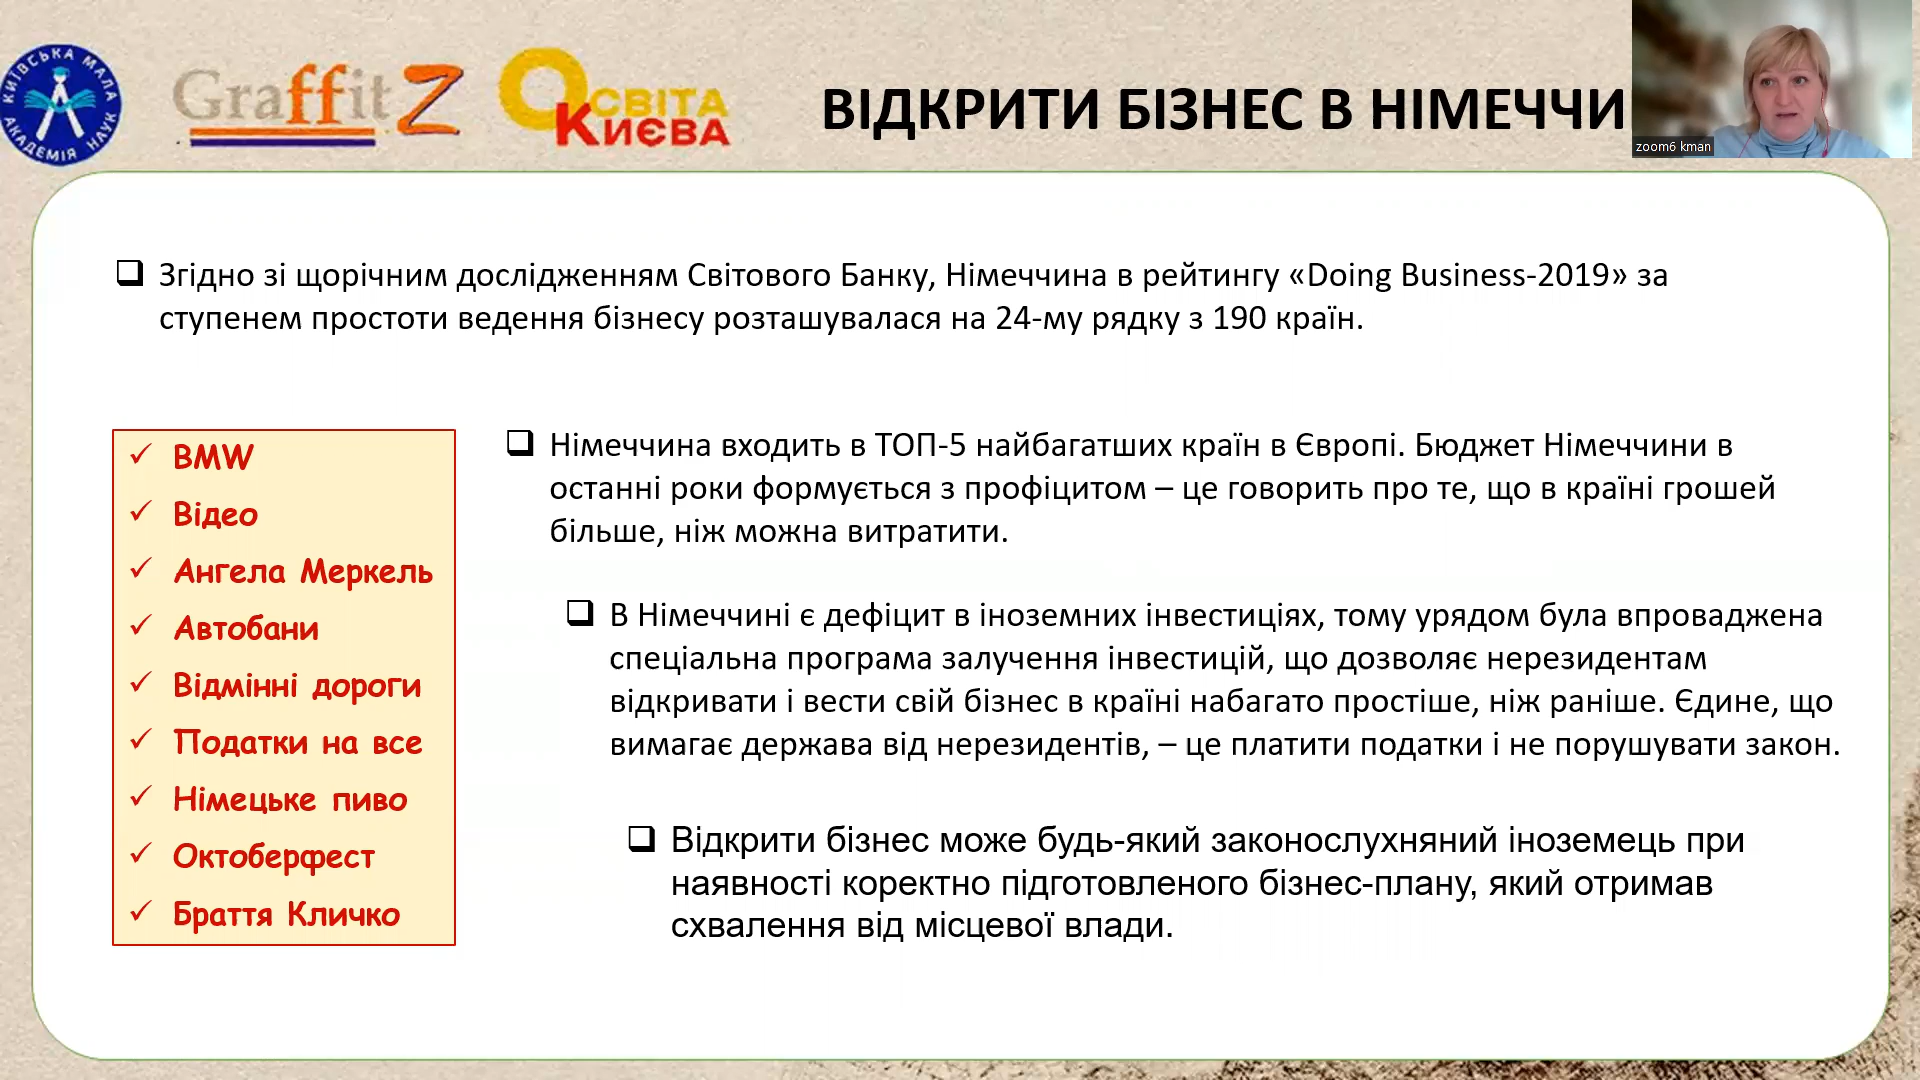 КИЇВСЬКА МАЛА АКАДЕМІЯ НАУК
Graffit Z
ОСВІТА
КИЄВА
ВІДКРИТИ БІЗНЕС В НІМЕЧЧИ
zoom6 kman
Згідно зі щорічним дослідженням Світового Банку, Німеччина в рейтингу «Doing Business-2019» за
ступенем простоти ведення бізнесу розташувалася на 24-му рядку з 190 країн.
BMW
Відео
Ангела Меркель
Автобани
Відмінні дороги
Податки на все
Німецьке пиво
Октоберфест
Браття Кличко
Німеччина входить в ТОП-5 найбагатших країн в Європі. Бюджет Німеччини в
останні роки формується з профіцитом – це говорить про те, що в країні грошей
більше, ніж можна витратити.
В Німеччині є дефіцит в іноземних інвестиціях, тому урядом була впроваджена
спеціальна програма залучення інвестицій, що дозволяє нерезидентам
відкривати і вести свій бізнес в країні набагато простіше, ніж раніше. Єдине, що
вимагає держава від нерезидентів, – це платити податки і не порушувати закон.
Відкрити бізнес може будь-який законослухняний іноземець при
наявності коректно підготовленого бізнес-плану, який отримав
схвалення від місцевої влади.